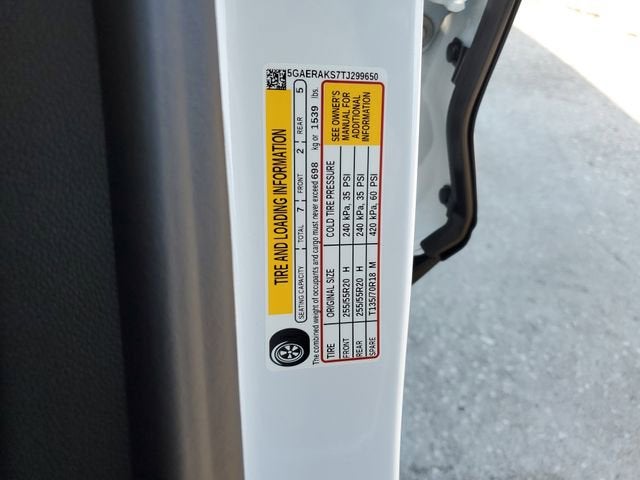 5GAERAKS7TJ299650
TIRE AND LOADING INFORMATION
SEATING CAPACITY TOTAL 7 FRONT 2 REAR 5
The combined weight of occupants and cargo must never exceed 698 kg or 1539 lbs.
TIRE ORIGINAL SIZE COLD TIRE PRESSURE
FRONT 255/55R20 H 240 kPa, 35 PSI
REAR 255/55R20 H 240 kPa, 35 PSI
SPARE T135/70R18 M 420 kPa, 60 PSI
SEE OWNER'S
MANUAL FOR
ADDITIONAL
INFORMATION